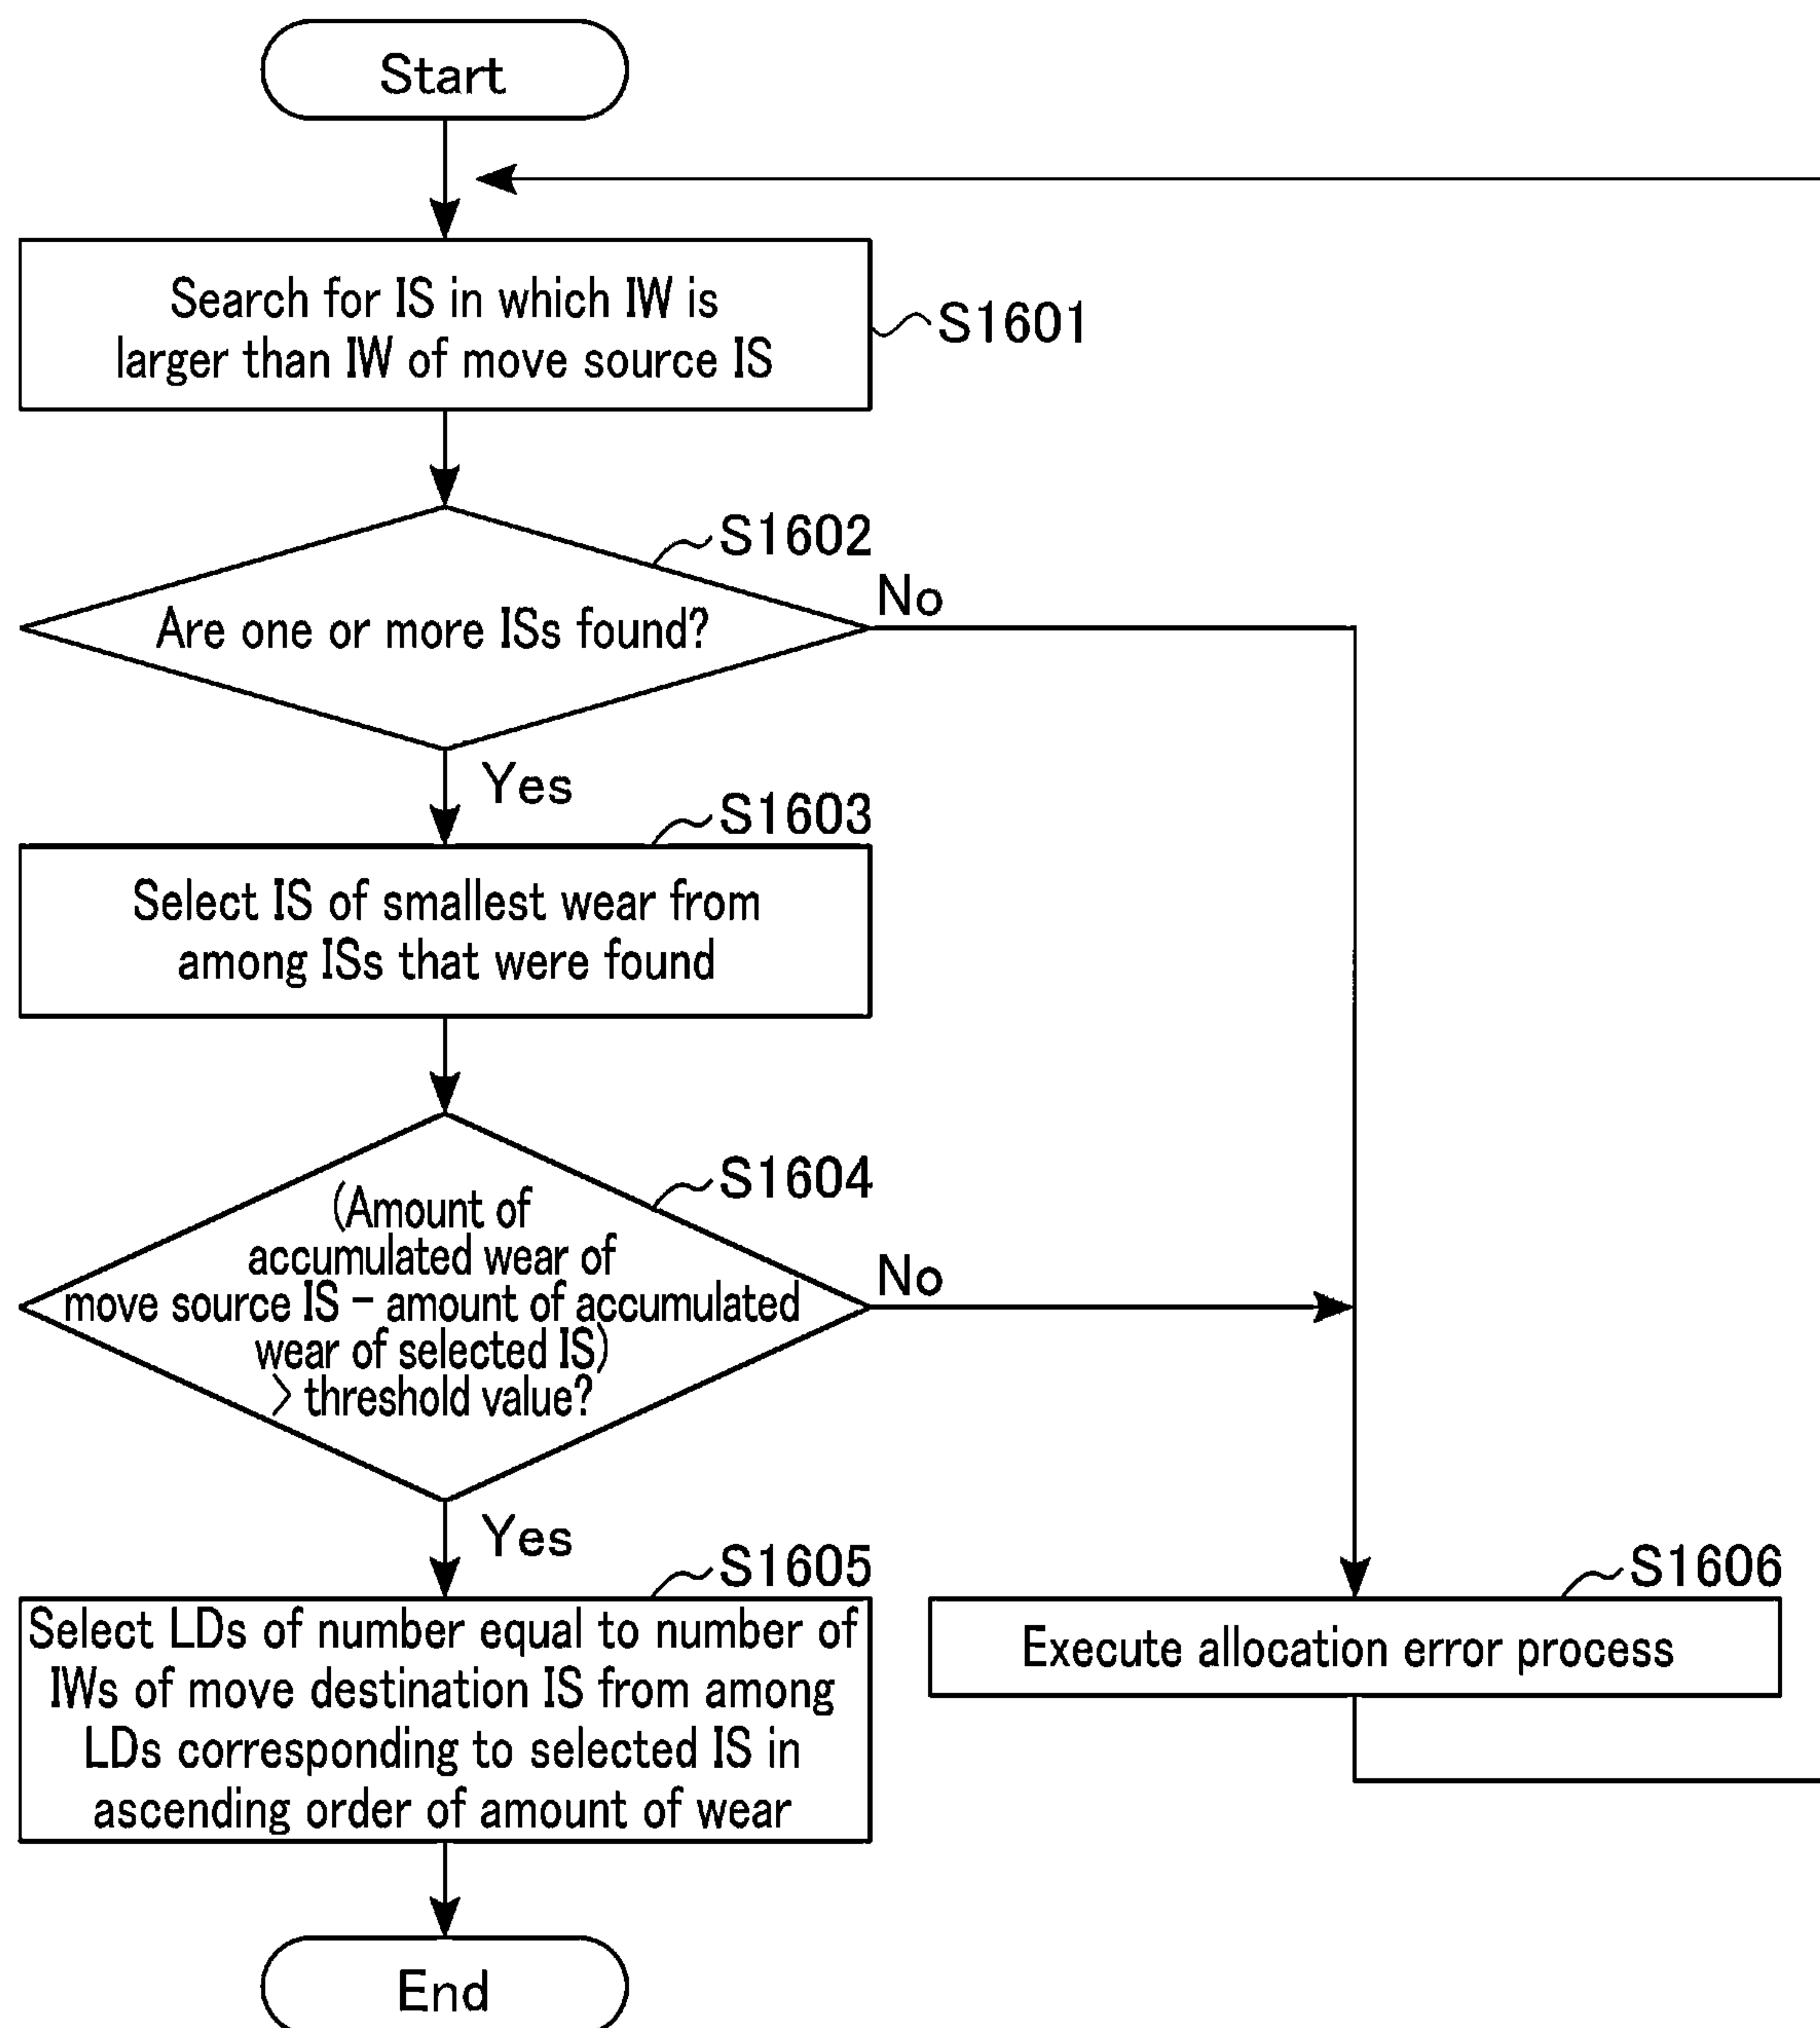 Start
Search for IS in which IW is
larger than IW of move source IS
S1601
S1602
Are one or more ISs found?
No
Yes
S1603
Select IS of smallest wear from
among ISs that were found
S1604
(Amount of
accumulated wear of
move source IS − amount of accumulated
wear of selected IS)
> threshold value?
No
Yes
S1605
Select LDs of number equal to number of
IWs of move destination IS from among
LDs corresponding to selected IS in
ascending order of amount of wear
S1606
Execute allocation error process
End